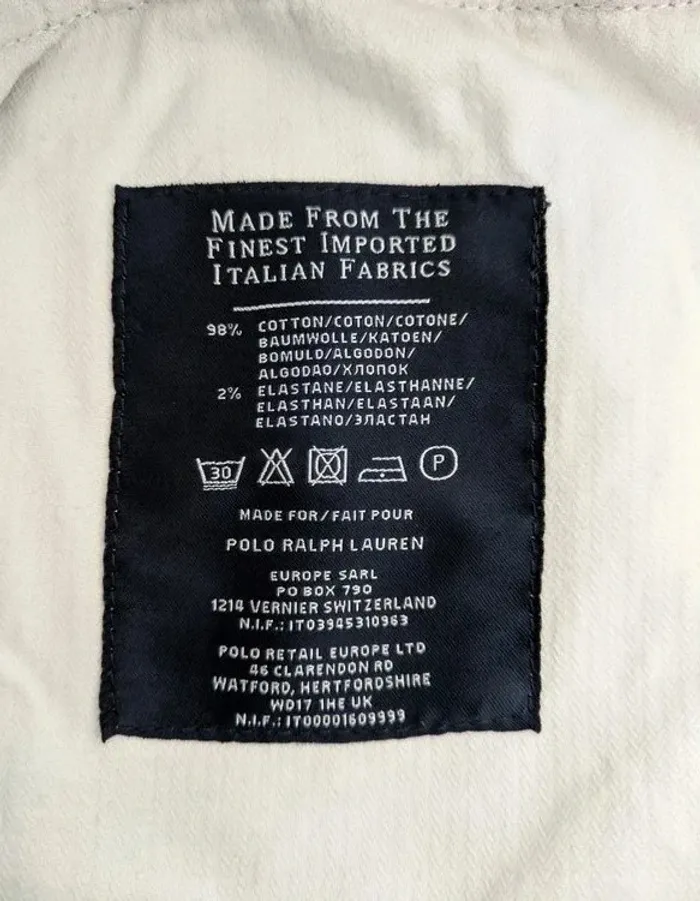 MADE FROM THE
FINEST IMPORTED
ITALIAN FABRICS
98% COTTON/COTON/COTONE/
BAUMWOLLE/KATOEN/
BOMULD/ALGODON/
ALGODAO/ХЛОПОК
2% ELASTANE/ELASTHANNE/
ELASTHAN/ELASTAAN/
ELASTANO/ЭЛАСТАН
30 P
MADE FOR/FAIT POUR
POLO RALPH LAUREN
EUROPE SARL
PO BOX 790
1214 VERNIER SWITZERLAND
N.I.F.: IT03945310963
POLO RETAIL EUROPE LTD
46 CLARENDON RD
WATFORD, HERTFORDSHIRE
WD17 1HE UK
N.I.F.: IT00001609999